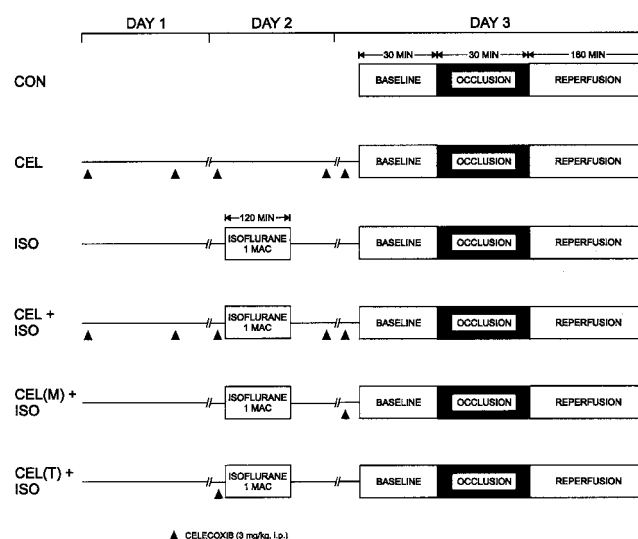 DAY 1 DAY 2 DAY 3
30 MIN 30 MIN 180 MIN
CON BASELINE OCCLUSION REPERFUSION
CEL BASELINE OCCLUSION REPERFUSION
120 MIN
ISO ISOFLURANE 1 MAC BASELINE OCCLUSION REPERFUSION
CEL + ISO ISOFLURANE 1 MAC BASELINE OCCLUSION REPERFUSION
CEL(M) + ISO ISOFLURANE 1 MAC BASELINE OCCLUSION REPERFUSION
CEL(T) + ISO ISOFLURANE 1 MAC BASELINE OCCLUSION REPERFUSION
▲ CELECOXIB (3 mg/kg, i.p.)